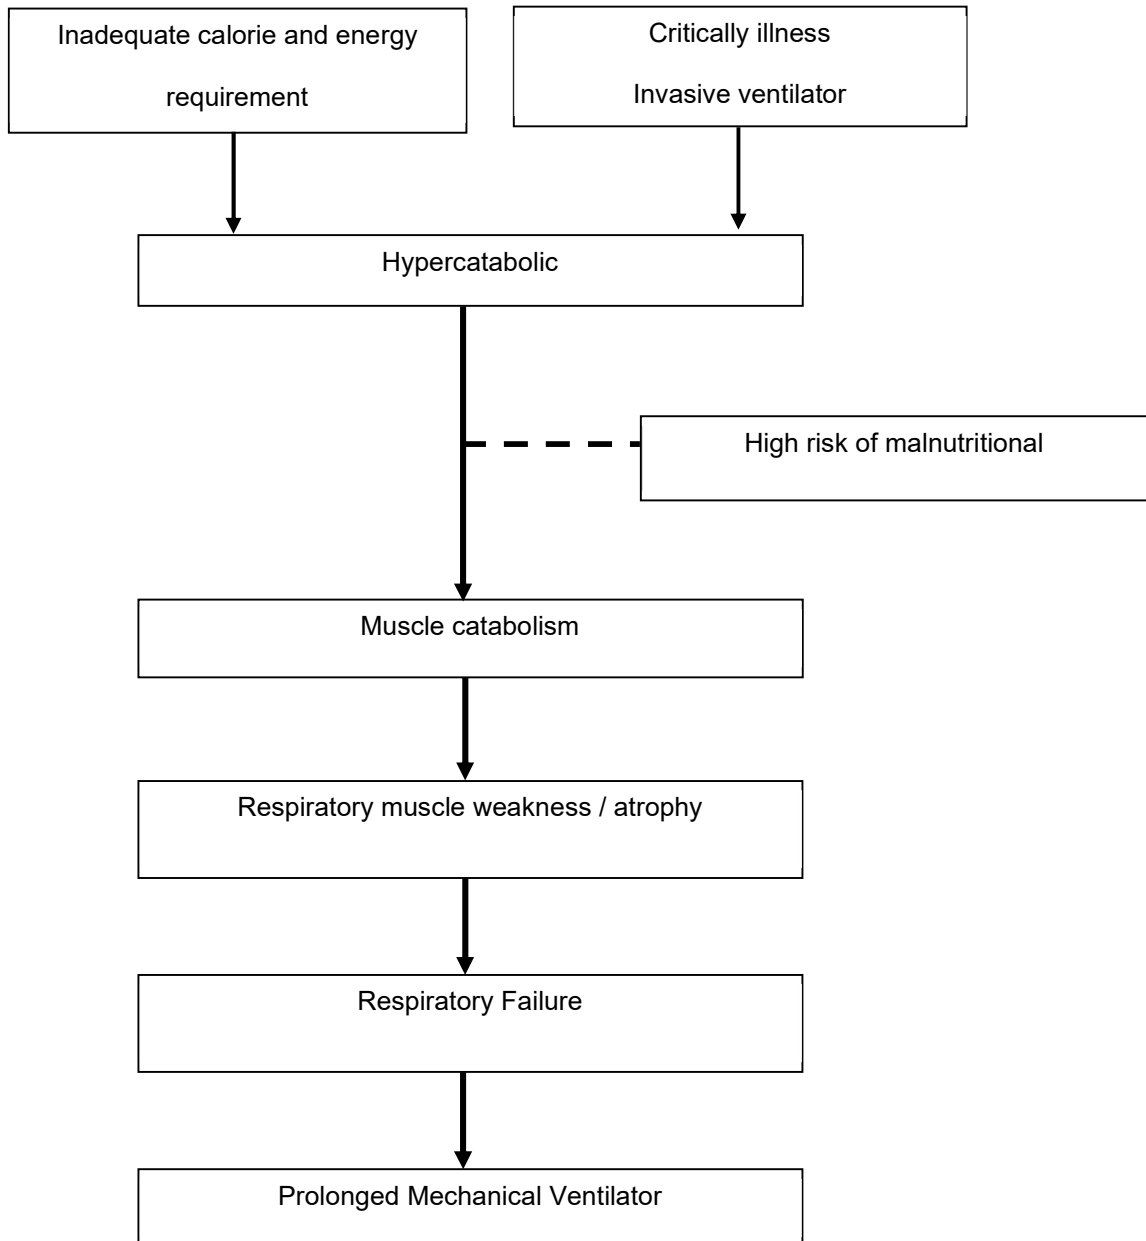 Inadequate calorie and energy
requirement
Critically illness
Invasive ventilator
Hypercatabolic
High risk of malnutritional
Muscle catabolism
Respiratory muscle weakness / atrophy
Respiratory Failure
Prolonged Mechanical Ventilator